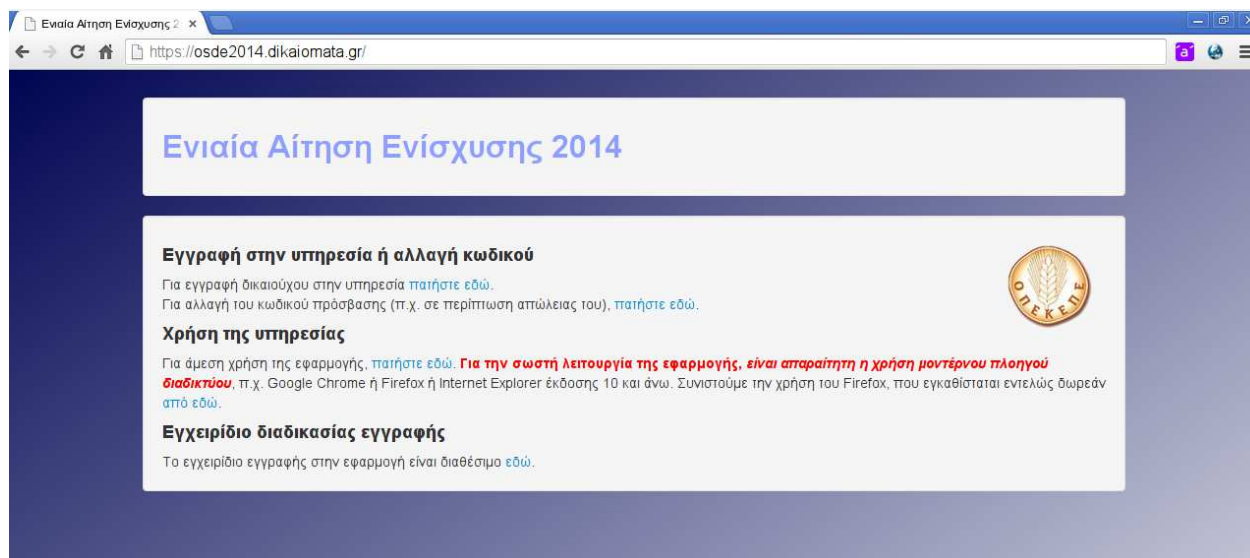 Ενιαία Αίτηση Ενίσχυσης 2
https://osde2014.dikaiomata.gr/
a
Ενιαία Αίτηση Ενίσχυσης 2014
Εγγραφή στην υπηρεσία ή αλλαγή κωδικού
Για εγγραφή δικαιούχου στην υπηρεσία πατήστε εδώ.
Για αλλαγή του κωδικού πρόσβασης (π.χ. σε περίπτωση απώλειας του), πατήστε εδώ.
ΟΠΕΚΕΠΕ
Χρήση της υπηρεσίας
Για άμεση χρήση της εφαρμογής, πατήστε εδώ. Για την σωστή λειτουργία της εφαρμογής, είναι απαραίτητη η χρήση μοντέρνου πλοηγού
διαδικτύου, π.χ. Google Chrome ή Firefox ή Internet Explorer έκδοσης 10 και άνω. Συνιστούμε την χρήση του Firefox, που εγκαθίσταται εντελώς δωρεάν
από εδώ.
Εγχειρίδιο διαδικασίας εγγραφής
Το εγχειρίδιο εγγραφής στην εφαρμογή είναι διαθέσιμο εδώ.